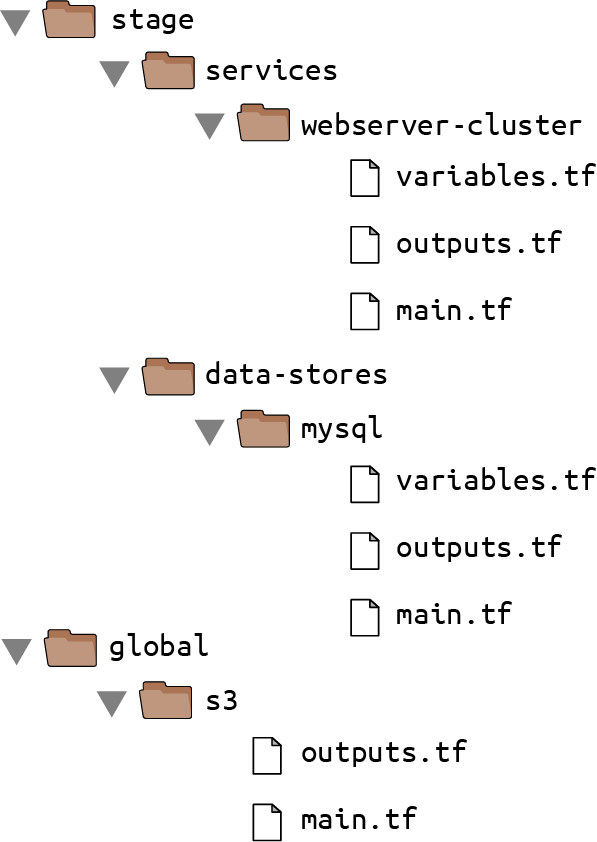 stage
services
webserver-cluster
variables.tf
outputs.tf
main.tf
data-stores
mysql
variables.tf
outputs.tf
main.tf
global
s3
outputs.tf
main.tf